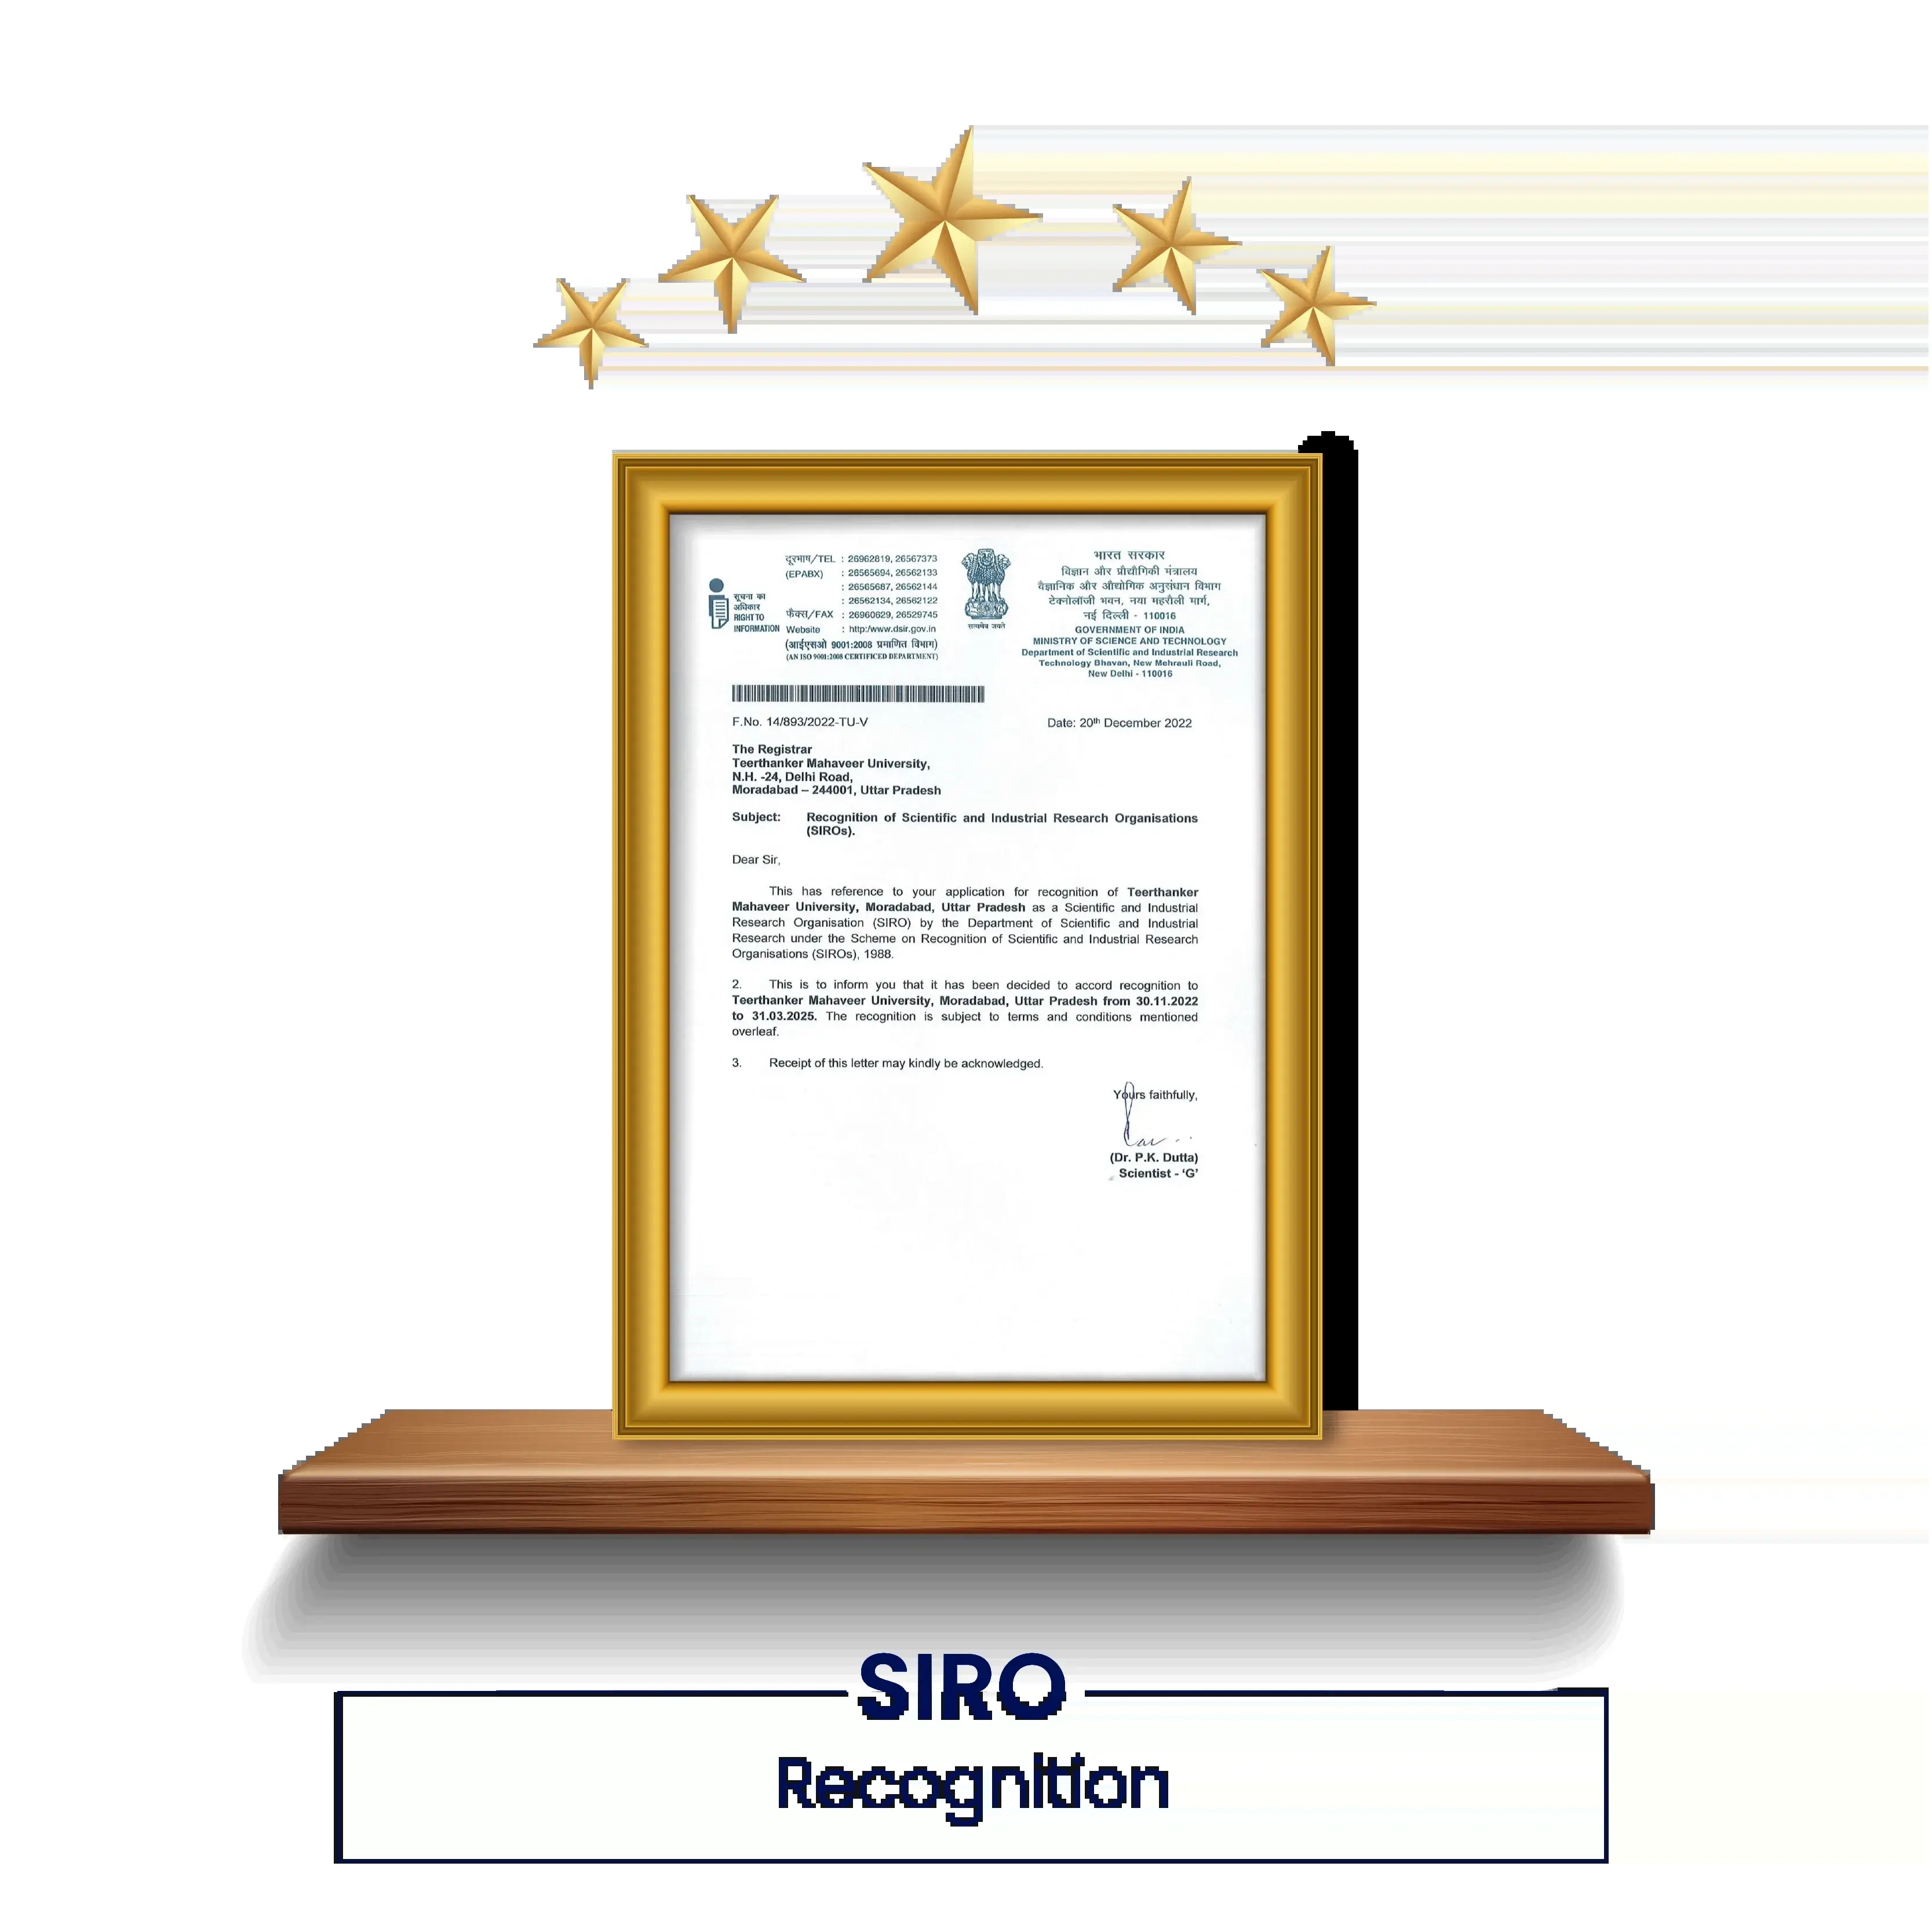 दूरभाष/TEL : 26962819, 26567373
(EPABX) : 26565694, 26562133
: 26565687, 26562144
: 26562134, 26562122
फैक्स/FAX : 26960629, 26529745
Website : http:/www.dsir.gov.in
(आईएसओ 9001:2008 प्रमाणित विभाग)
(AN ISO 9001:2008 CERTIFICED DEPARTMENT)
सूचना का
अधिकार
RIGHT TO
INFORMATION
सत्यमेव जयते
भारत सरकार
विज्ञान और प्रौद्योगिकी मंत्रालय
वैज्ञानिक और औद्योगिक अनुसंधान विभाग
टेक्नोलॉजी भवन, नया महरौली मार्ग,
नई दिल्ली - 110016
GOVERNMENT OF INDIA
MINISTRY OF SCIENCE AND TECHNOLOGY
Department of Scientific and Industrial Research
Technology Bhavan, New Mehrauli Road,
New Delhi - 110016
F.No. 14/893/2022-TU-V
Date: 20th December 2022
The Registrar
Teerthanker Mahaveer University,
N.H. -24, Delhi Road,
Moradabad – 244001, Uttar Pradesh
Subject: Recognition of Scientific and Industrial Research Organisations
(SIROs).
Dear Sir,
This has reference to your application for recognition of Teerthanker
Mahaveer University, Moradabad, Uttar Pradesh as a Scientific and Industrial
Research Organisation (SIRO) by the Department of Scientific and Industrial
Research under the Scheme on Recognition of Scientific and Industrial Research
Organisations (SIROs), 1988.
2. This is to inform you that it has been decided to accord recognition to
Teerthanker Mahaveer University, Moradabad, Uttar Pradesh from 30.11.2022
to 31.03.2025. The recognition is subject to terms and conditions mentioned
overleaf.
3. Receipt of this letter may kindly be acknowledged.
Yours faithfully,
(Dr. P.K. Dutta)
Scientist - ‘G’
SIRO
Recognition